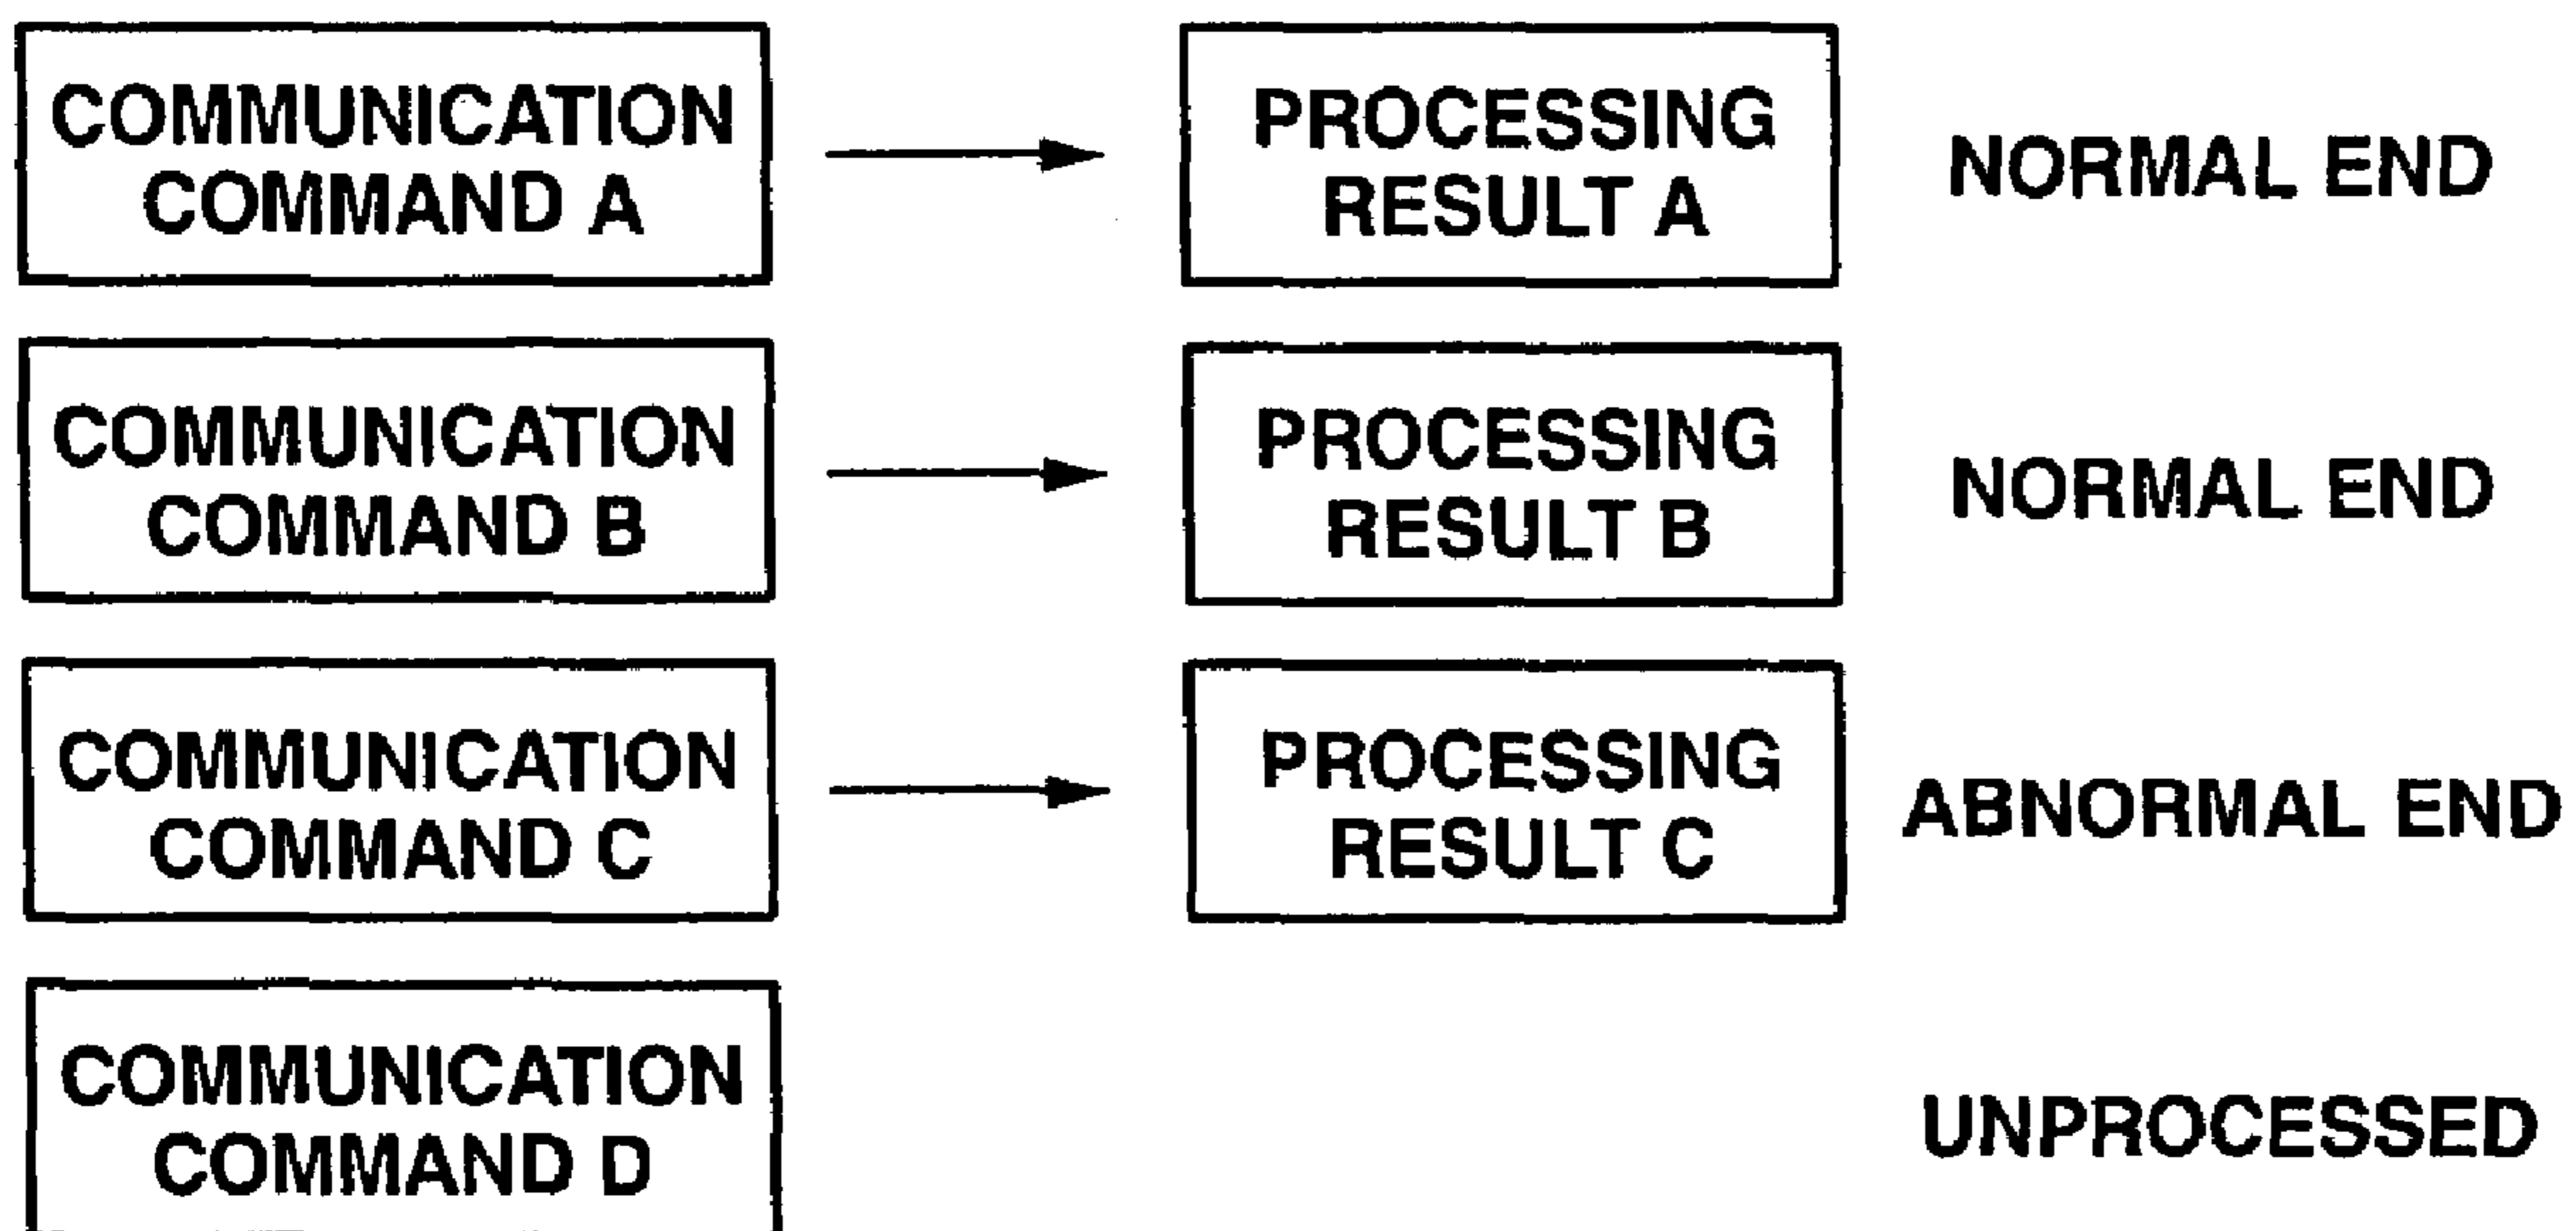 COMMUNICATION
COMMAND A
PROCESSING
RESULT A
NORMAL END
COMMUNICATION
COMMAND B
PROCESSING
RESULT B
NORMAL END
COMMUNICATION
COMMAND C
PROCESSING
RESULT C
ABNORMAL END
COMMUNICATION
COMMAND D
UNPROCESSED